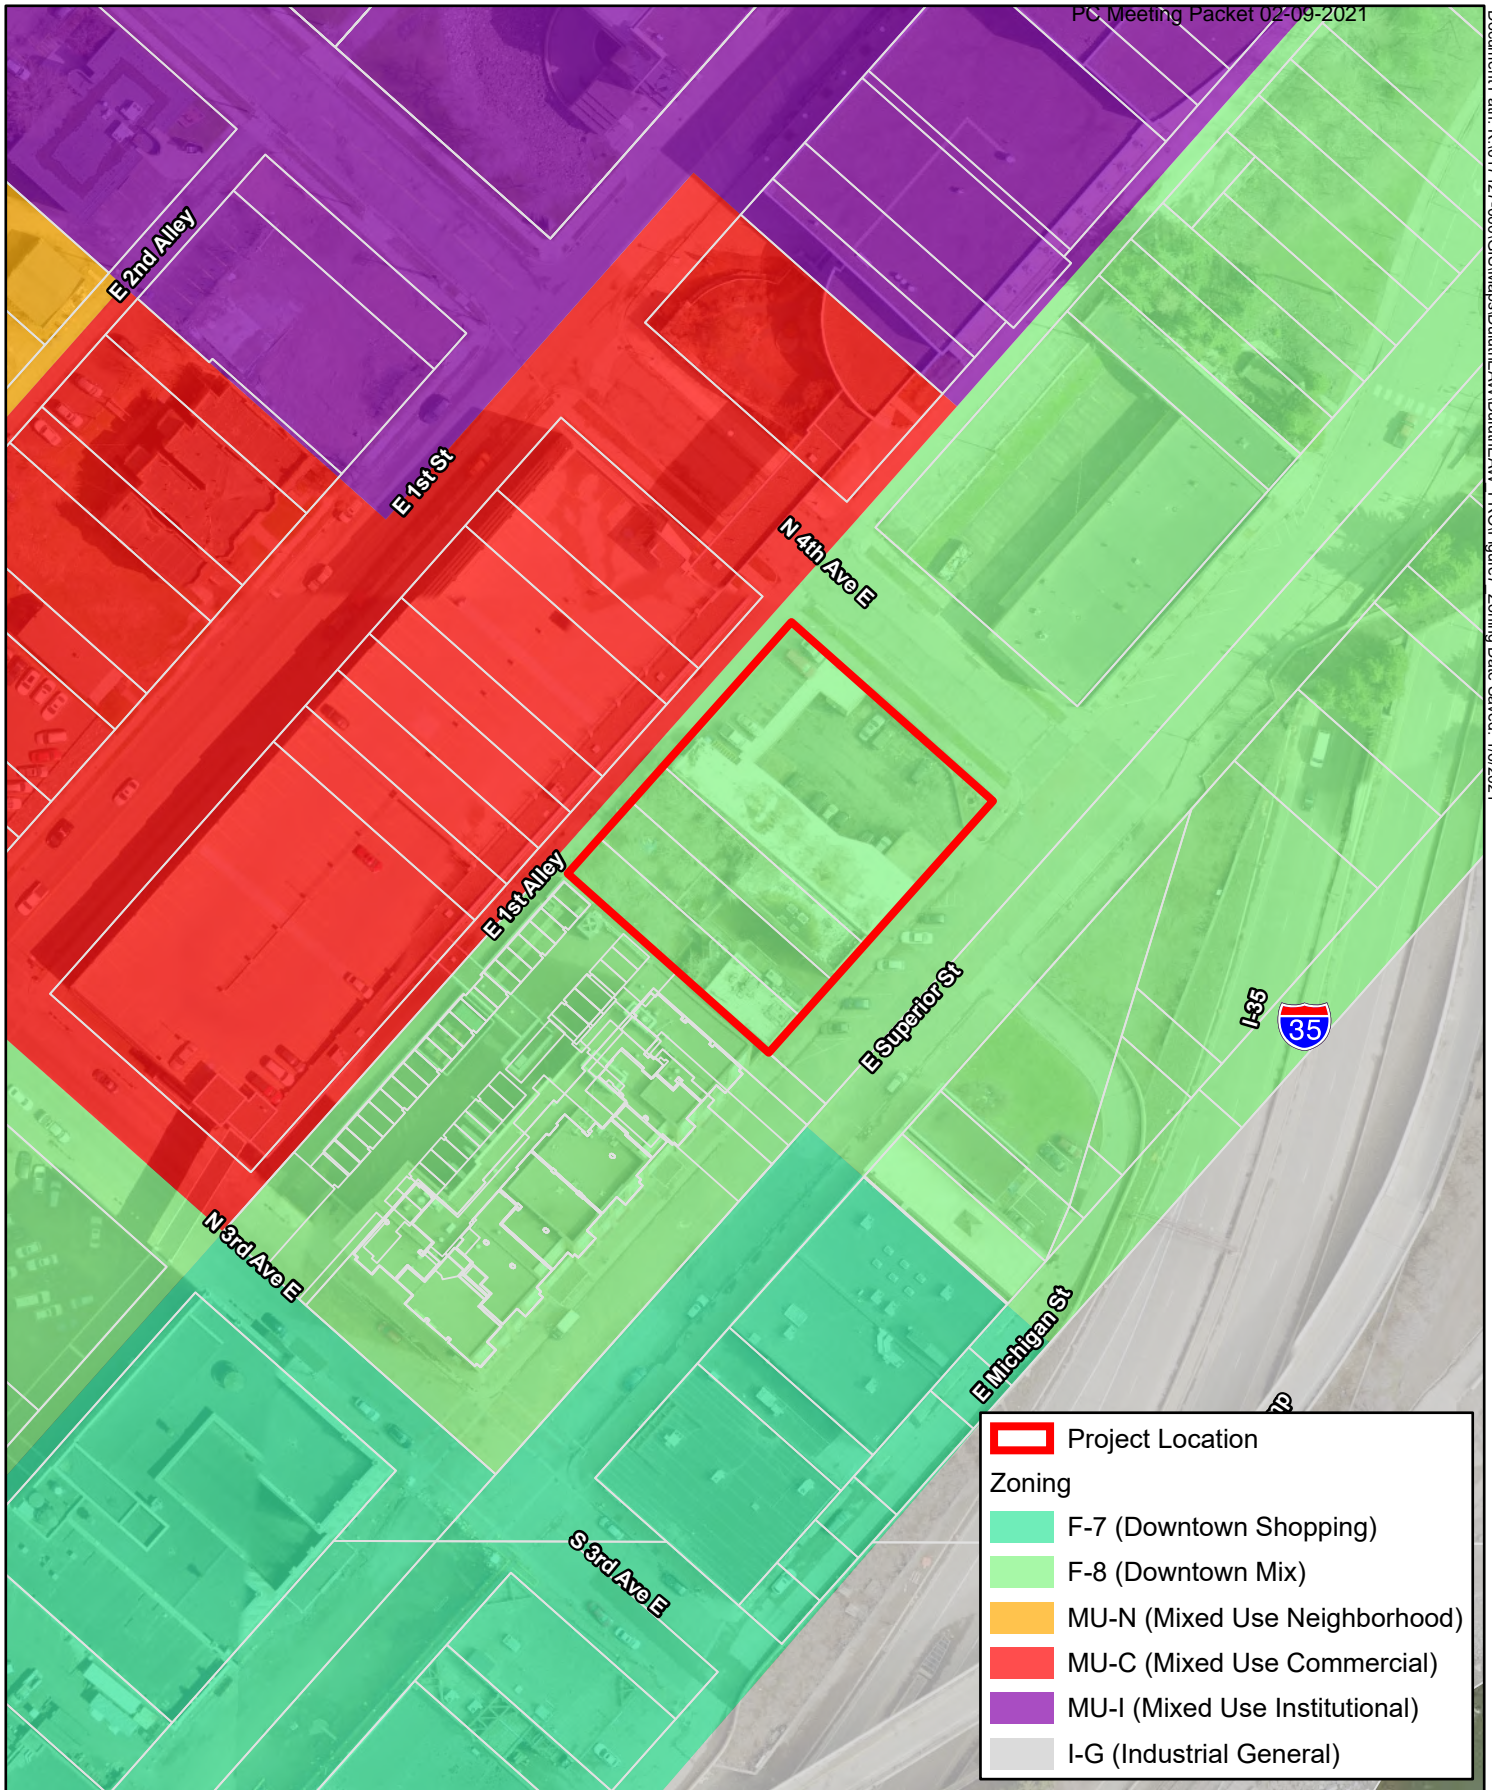 PC Meeting Packet 02-09-2021
E 2nd Alley
E 1st St
N 4th Ave E
E 1st Alley
E Superior St
I-35
35
N 3rd Ave E
E Michigan St
S 3rd Ave E
Project Location
Zoning
F-7 (Downtown Shopping)
F-8 (Downtown Mix)
MU-N (Mixed Use Neighborhood)
MU-C (Mixed Use Commercial)
MU-I (Mixed Use Institutional)
I-G (Industrial General)